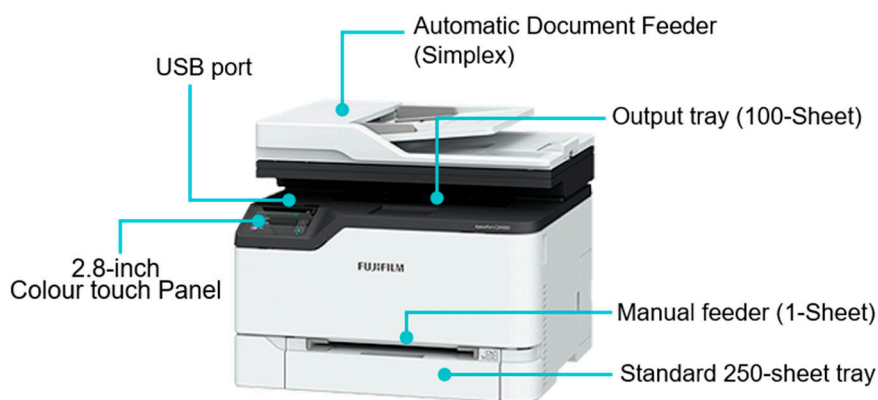 Automatic Document Feeder
(Simplex)
USB port
Output tray (100-Sheet)
2.8-inch
Colour touch Panel
FUJIFILM
Manual feeder (1-Sheet)
Standard 250-sheet tray